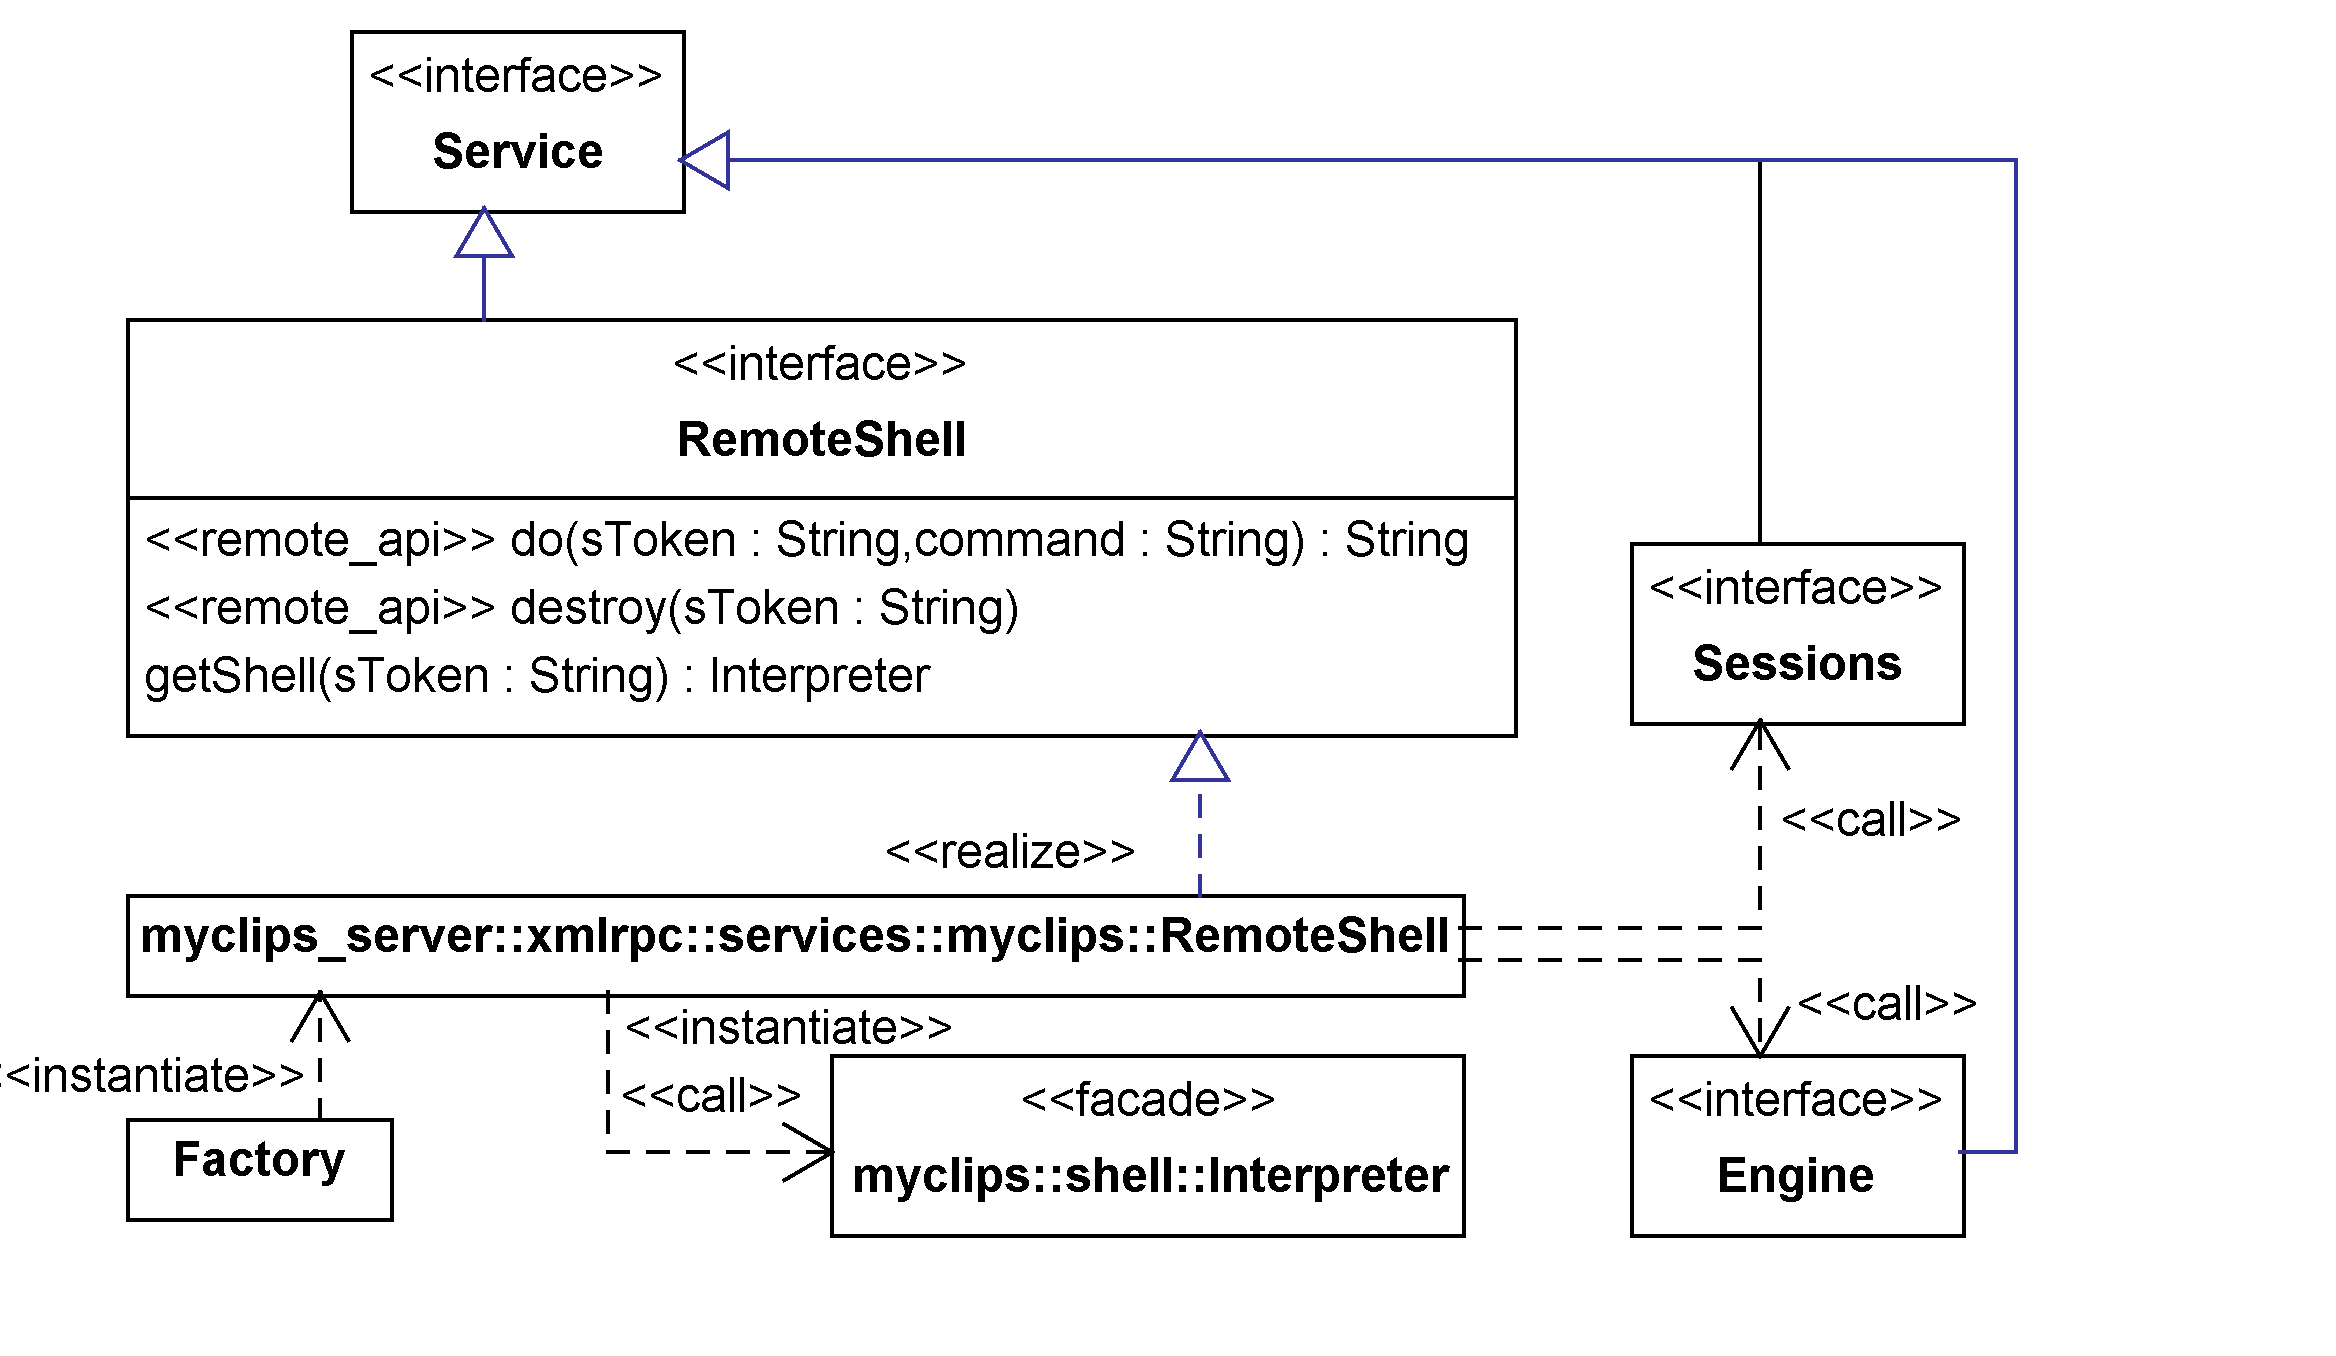 <<interface>>
Service
<<interface>>
RemoteShell
<<remote_api>> do(sToken : String,command : String) : String
<<remote_api>> destroy(sToken : String)
getShell(sToken : String) : Interpreter
<<interface>>
Sessions
<<call>>
<<realize>>
myclips_server::xmlrpc::services::myclips::RemoteShell
<<call>>
<<instantiate>>
<<instantiate>>
<<call>>
Factory
<<facade>>
myclips::shell::Interpreter
<<interface>>
Engine